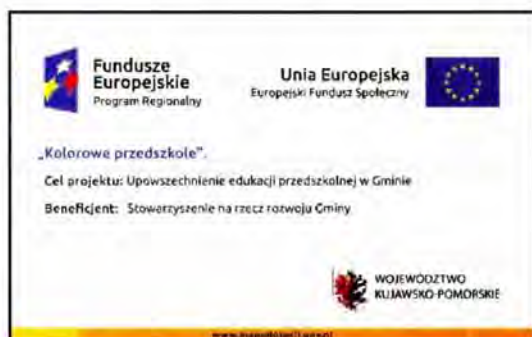 Fundusze
Europejskie
Program Regionalny
Unia Europejska
Europejski Fundusz Społeczny
„Kolorowe przedszkole”.
Cel projektu: Upowszechnienie edukacji przedszkolnej w Gminie
Beneficjent: Stowarzyszenie na rzecz rozwoju Gminy
WOJEWÓDZTWO
KUJAWSKO-POMORSKIE